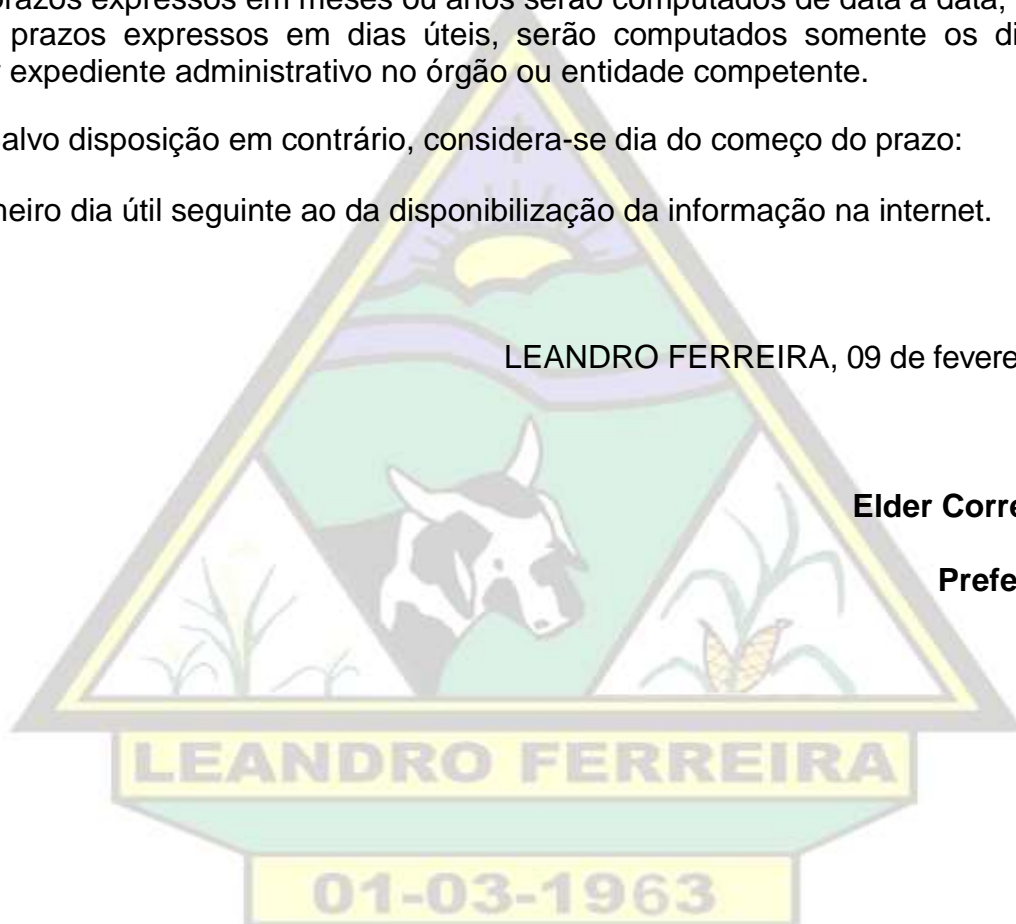 prazos expressos em meses ou anos serão computados de data a data;
prazos expressos em dias úteis, serão computados somente os di
expediente administrativo no órgão ou entidade competente.
alvo disposição em contrário, considera-se dia do começo do prazo:
neiro dia útil seguinte ao da disponibilização da informação na internet.
LEANDRO FERREIRA, 09 de fevere
Elder Corre
Prefe
LEANDRO FERREIRA
01-03-1963